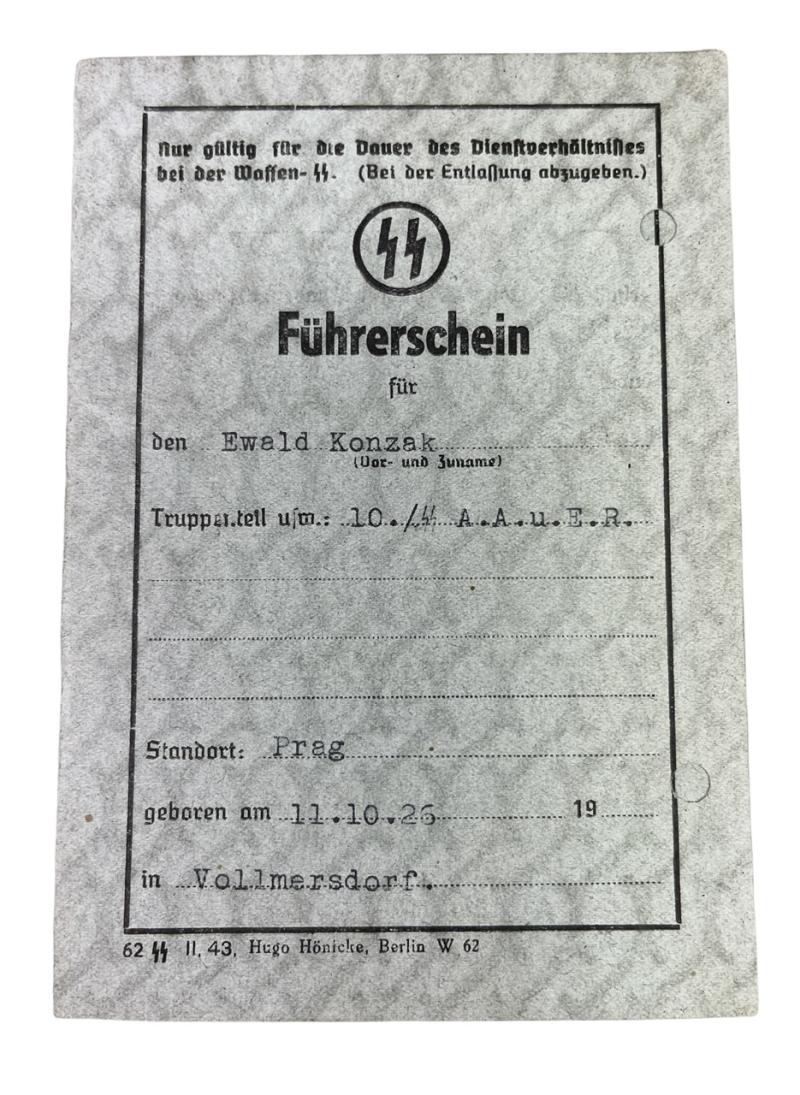 Nur gültig für die Dauer des Dienstverhältnisses
bei der Waffen-ᛋᛋ. (Bei der Entlassung abzugeben.)
ᛋᛋ
Führerschein
für
den Ewald Konzak
(Vor- und Zuname)
Truppenteil usw.: 10./ᛋᛋ A.A.u.E.R.
Standort: Prag
geboren am 11.10.26 19
in Vollmersdorf.
62 ᛋᛋ II, 43, Hugo Hönicke, Berlin W 62